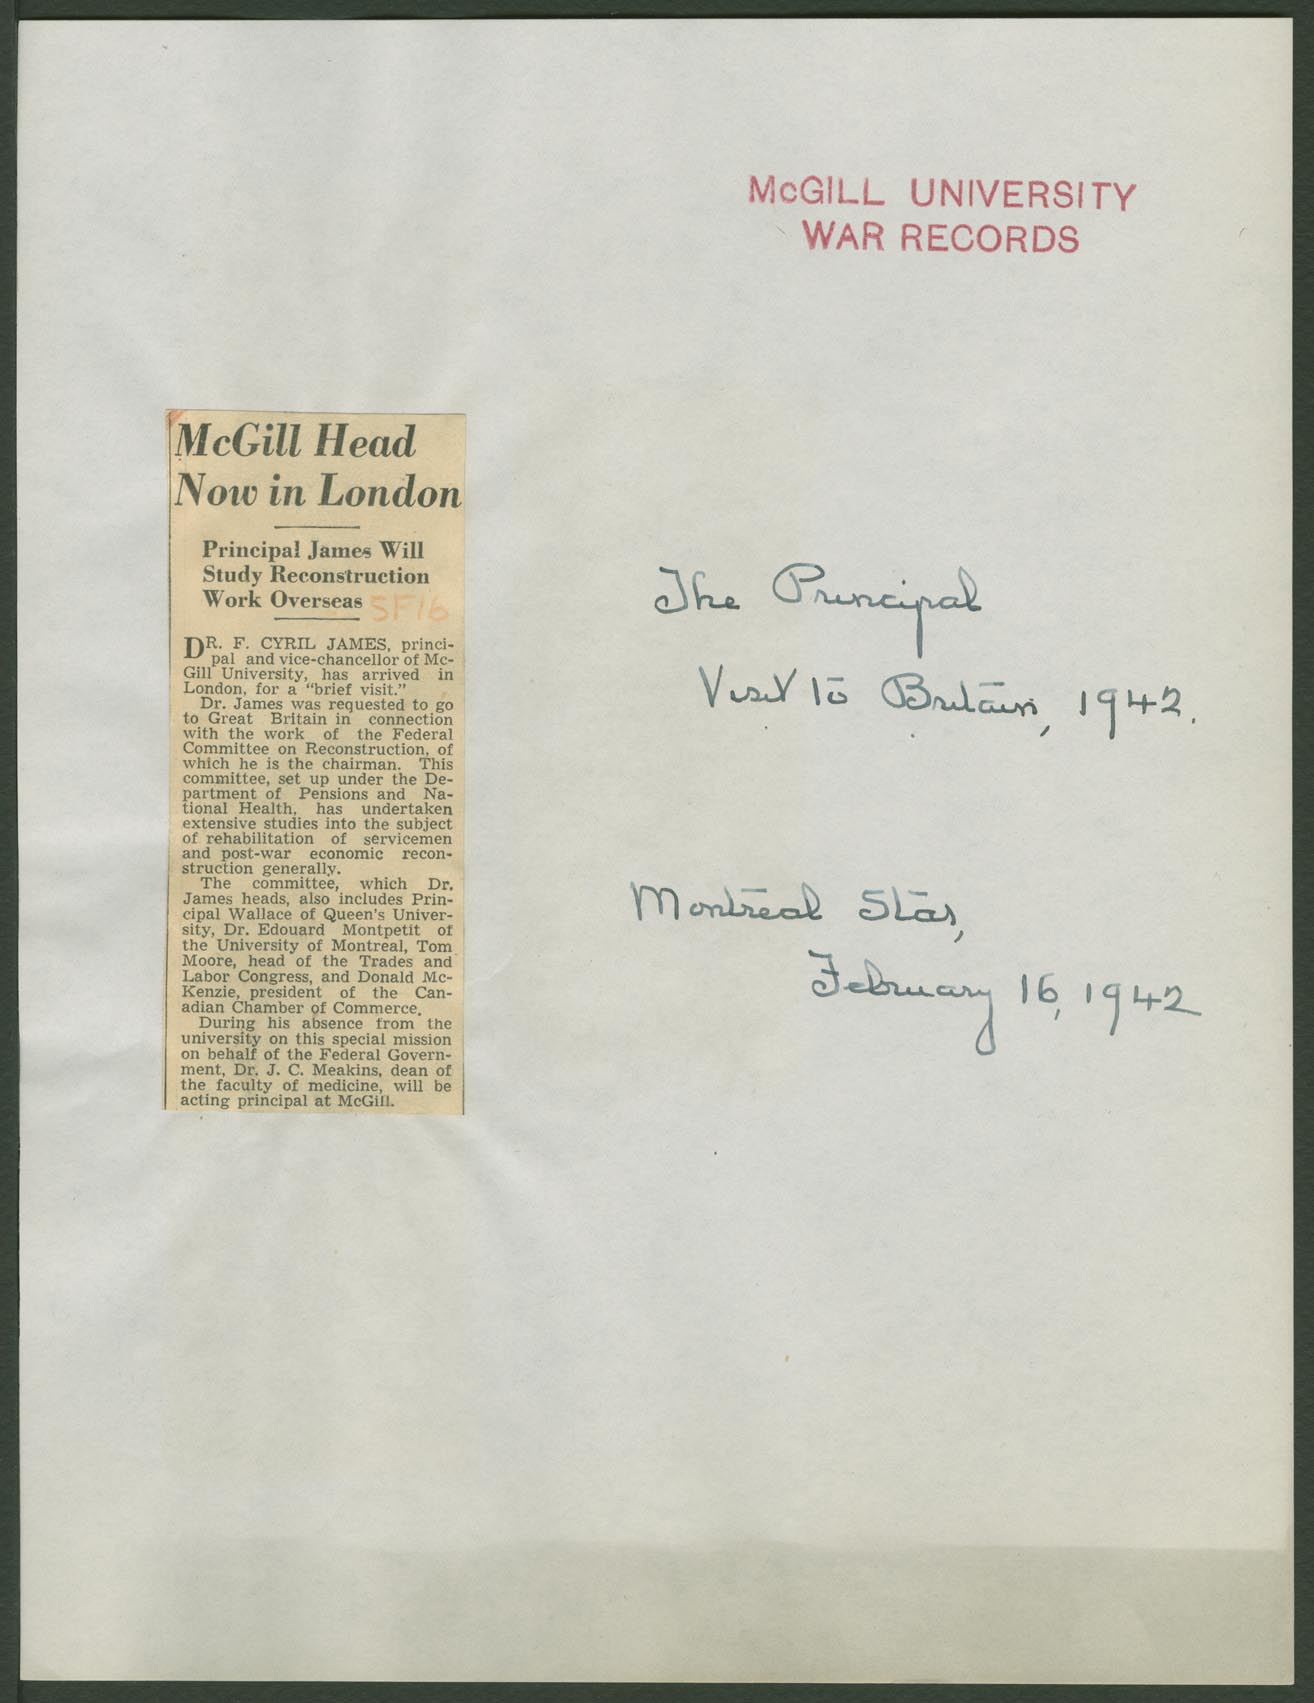 McGILL UNIVERSITY
WAR RECORDS
McGill Head
Now in London
Principal James Will
Study Reconstruction
Work Overseas
SF16
DR. F. CYRIL JAMES, princi-
pal and vice-chancellor of Mc-
Gill University, has arrived in
London, for a "brief visit."
Dr. James was requested to go
to Great Britain in connection
with the work of the Federal
Committee on Reconstruction, of
which he is the chairman. This
committee, set up under the De-
partment of Pensions and Na-
tional Health, has undertaken
extensive studies into the subject
of rehabilitation of servicemen
and post-war economic recon-
struction generally.
The committee, which Dr.
James heads, also includes Prin-
cipal Wallace of Queen's Univer-
sity, Dr. Edouard Montpetit of
the University of Montreal, Tom
Moore, head of the Trades and
Labor Congress, and Donald Mc-
Kenzie, president of the Can-
adian Chamber of Commerce.
During his absence from the
university on this special mission
on behalf of the Federal Govern-
ment, Dr. J. C. Meakins, dean of
the faculty of medicine, will be
acting principal at McGill.
The Principal
Visit to Britain, 1942.
Montreal Star,
February 16, 1942